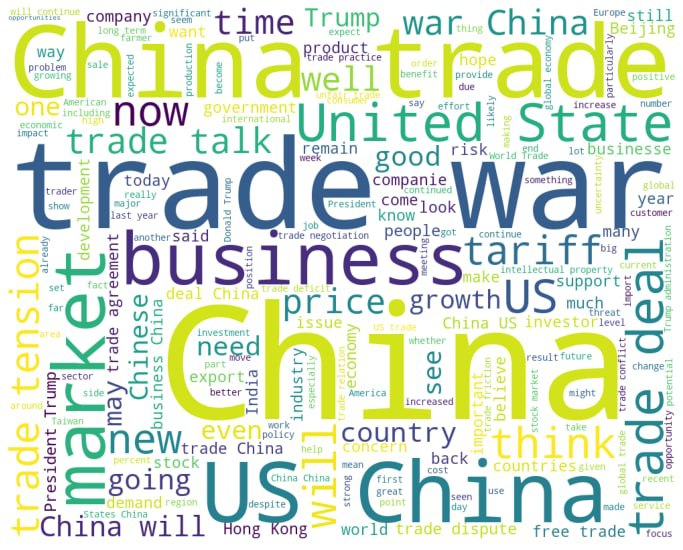 will continue
opportunities
significant
company
time
Trump
war China
still
Europe
seem
farmer
put
long term
expect
thing
Beijing
China trade
way
expected
sale
product
want
order
hope
particularly
problem
production
become
trade practice
benefit
provide
due
global economy
positive
growing
one
now
American
including
well
government
unfair trade
consumer
say
effort
likely
increase
number
economic
impact
high
international
United State
making
trade talk
remain
good
risk
World Trade
end
lot
businesse
trade war
trader
show
today
really
major
last year
development
week
companie
come
look
know
people
continued
something
uncertainty
global
year
customer
President
Donald Trump
job
trade negotiation
got
continue
many
big
another
said
already
position
meeting
tariff
business
market
trade tension
set
far
fact
deal China
trade deficit
make
intellectual property
support
current
import
Trump administration
Chinese
business China
may
trade agreement
price
growth
US
much
threat
level
change
potential
need
issue
economy
China US
investor
investment
part
move
US trade
whether
result
future
for
trade conflict
sector
export
especially
better
India
industry
trade relation
America
see
increased
might
stock market
opportunity
China
around
side
Taiwan
President Trump
new
even
work
policy
country
important
trade friction
believe
take
think
trade deal
global trade
recent
percent
stock
trade China
help
concern
back
countries
given
made
service
going
demand
region
will
China China
mean
cost
strong
first
great
point
seen
day
use
US China
States China
despite
China will
Hong Kong
world
trade dispute
free trade
focus